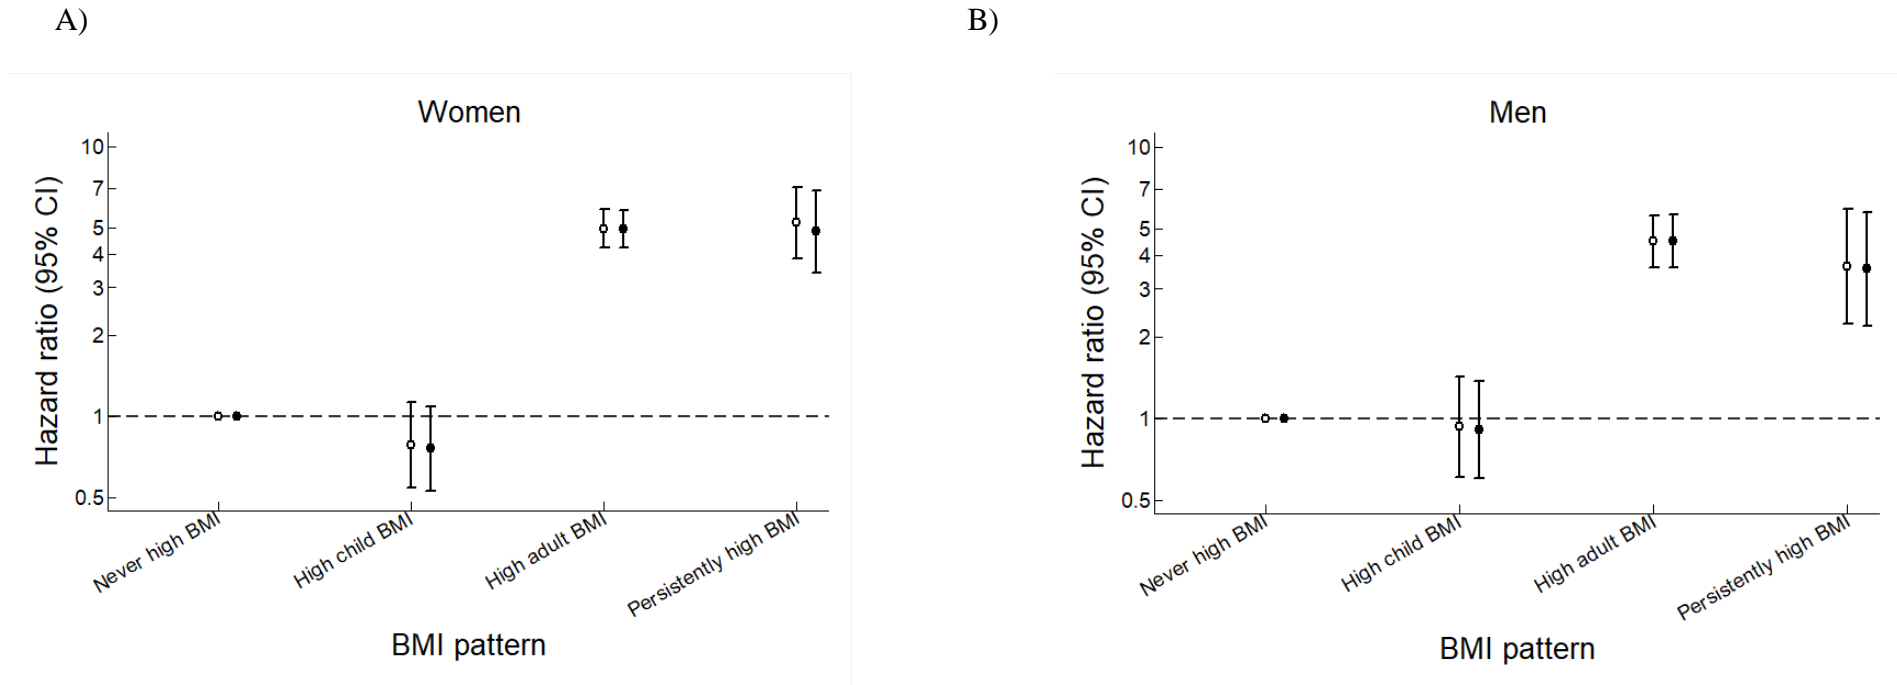 A)
Women
Hazard ratio (95% CI)
10
7
5
4
3
2
1
0.5
Never high BMI
High child BMI
High adult BMI
Persistently high BMI
BMI pattern
B)
Men
Hazard ratio (95% CI)
10
7
5
4
3
2
1
0.5
Never high BMI
High child BMI
High adult BMI
Persistently high BMI
BMI pattern